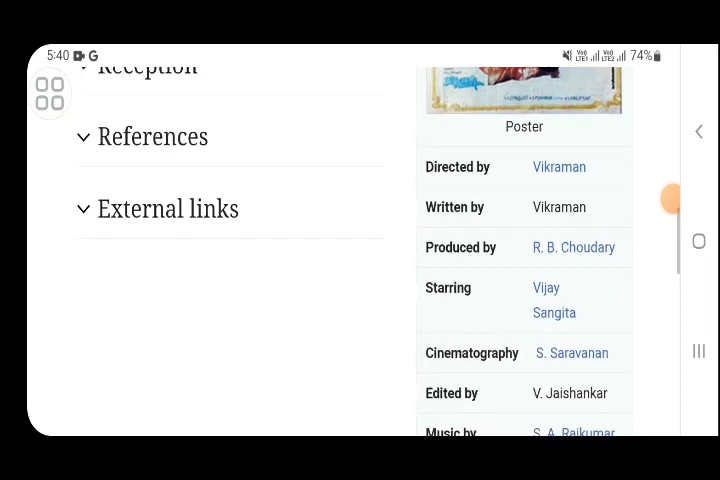 5:40
74%
Reception
References
External links
Poster
Directed by Vikraman
Written by Vikraman
Produced by R. B. Choudary
Starring Vijay
Sangita
Cinematography S. Saravanan
Edited by V. Jaishankar
Music by S. A. Rajkumar